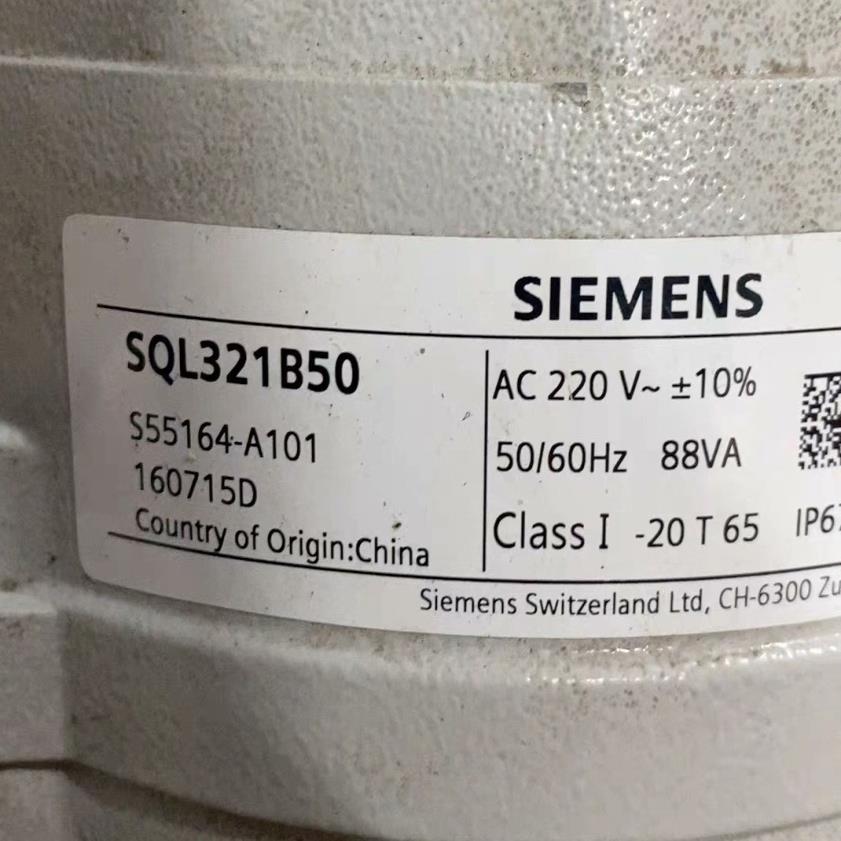 SIEMENS
SQL321B50
S55164-A101
160715D
Country of Origin:China
AC 220 V~ ±10%
50/60Hz 88VA
Class I -20 T 65 IP67
Siemens Switzerland Ltd, CH-6300